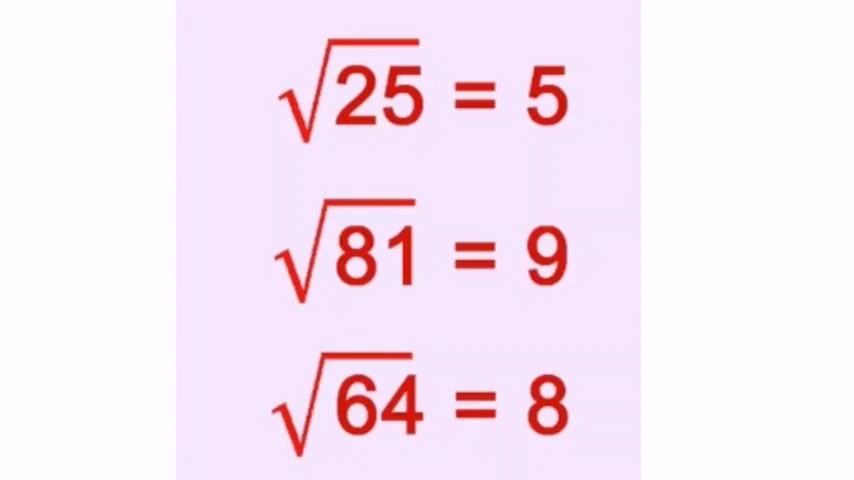 √25 = 5
√81 = 9
√64 = 8